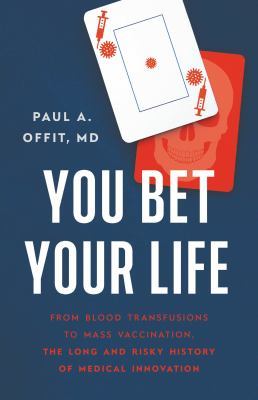 PAUL A.
OFFIT, MD
YOU BET
YOUR LIFE
FROM BLOOD TRANSFUSIONS
TO MASS VACCINATION,
THE LONG AND RISKY HISTORY
OF MEDICAL INNOVATION